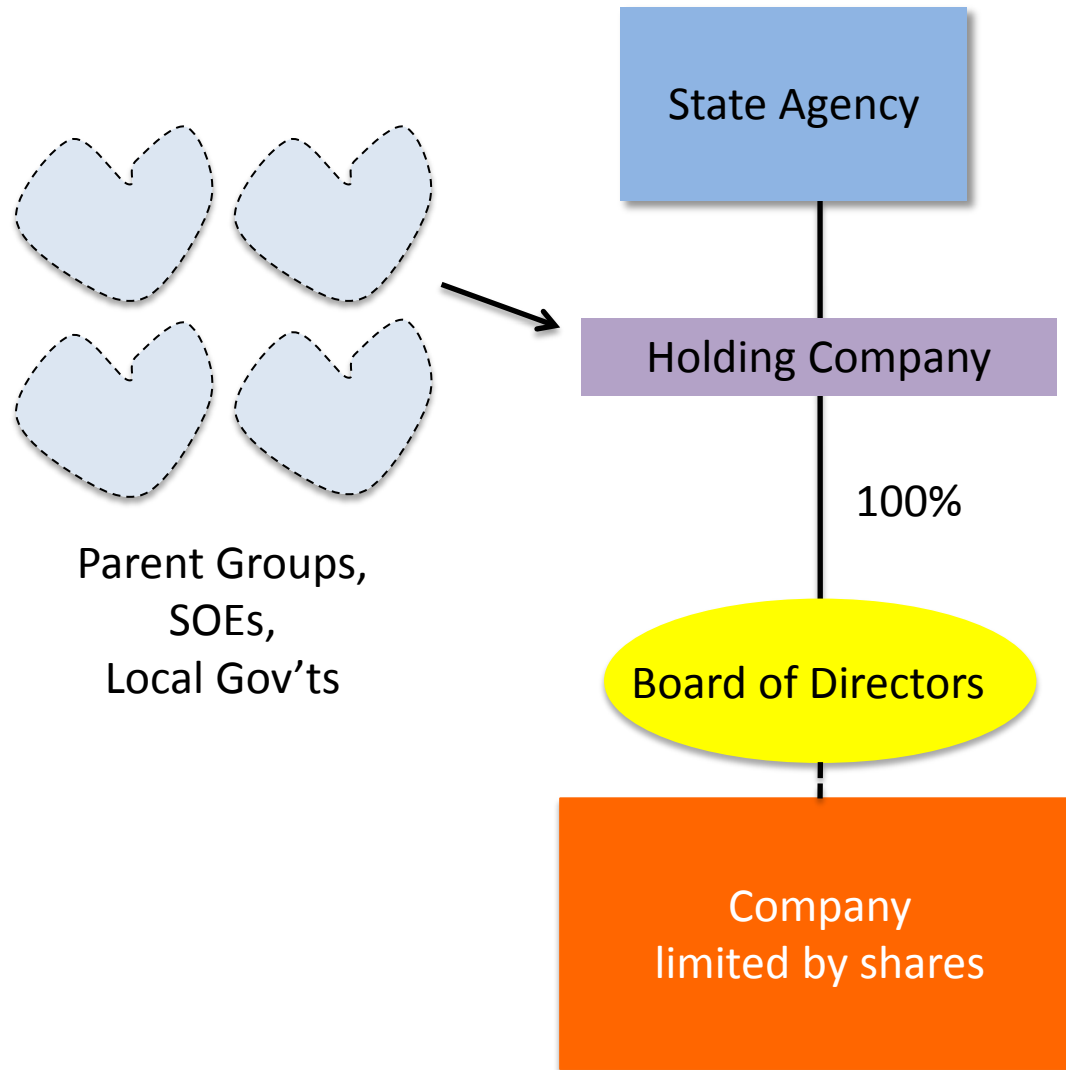 State Agency
Holding Company
100%
Parent Groups,
SOEs,
Local Gov’ts
Board of Directors
Company
limited by shares